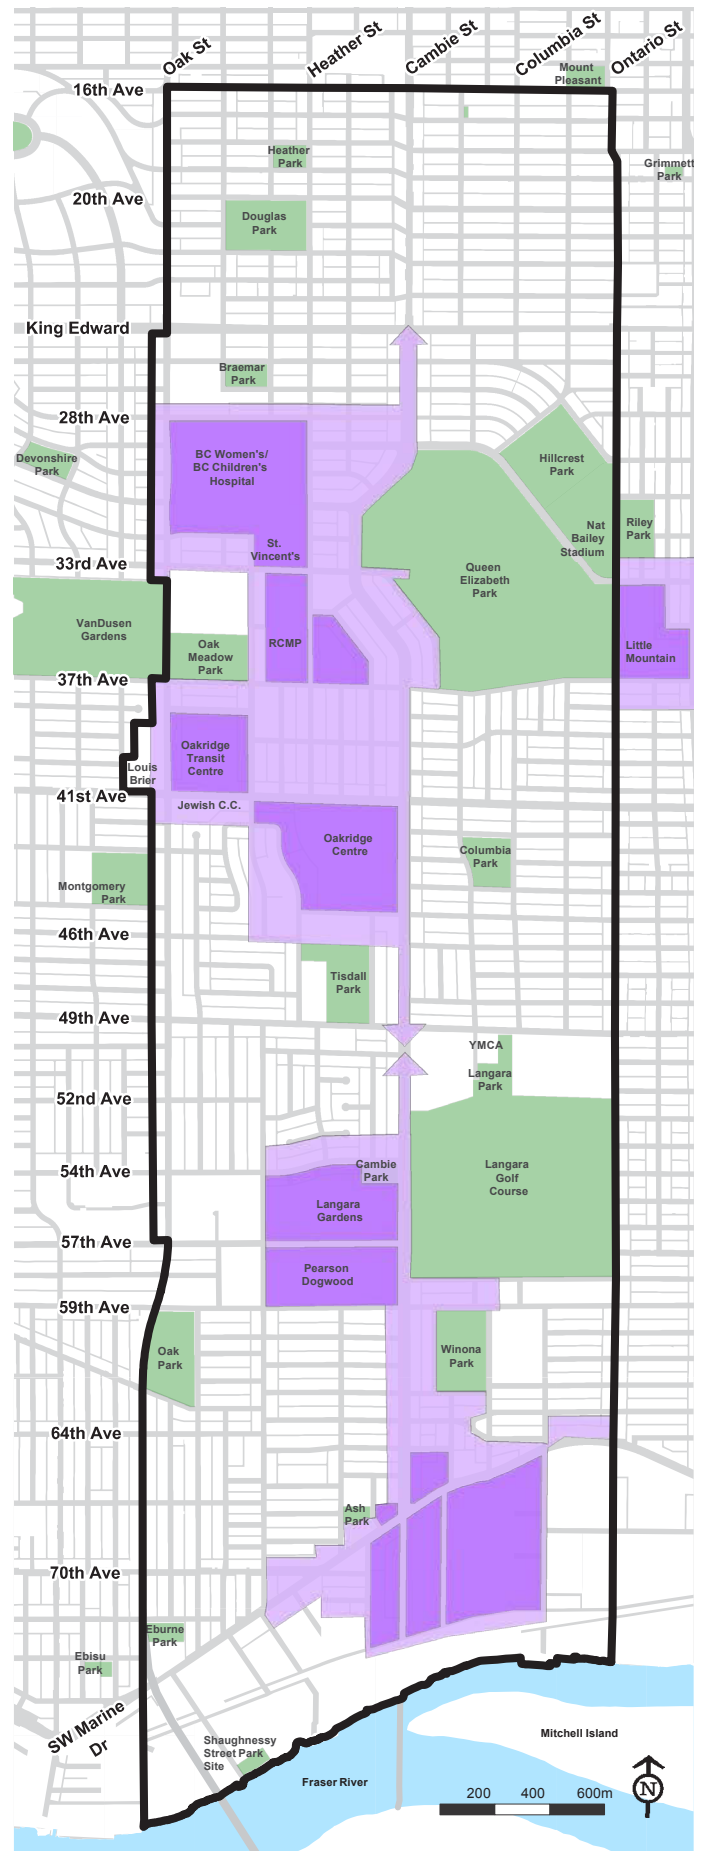 Oak St
Heather St
Cambie St
Columbia St
Ontario St
Mount
Pleasant
16th Ave
Heather
Park
Grimmett
Park
20th Ave
Douglas
Park
King Edward
Braemar
Park
28th Ave
Devonshire
Park
BC Women's/
BC Children's
Hospital
Hillcrest
Park
Nat
Bailey
Stadium
Riley
Park
St.
Vincent's
33rd Ave
Queen
Elizabeth
Park
VanDusen
Gardens
Oak
Meadow
Park
RCMP
Little
Mountain
37th Ave
Oakridge
Transit
Centre
Louis
Brier
41st Ave
Jewish C.C.
Oakridge
Centre
Columbia
Park
Montgomery
Park
46th Ave
Tisdall
Park
49th Ave
YMCA
Langara
Park
52nd Ave
Cambie
Park
54th Ave
Langara
Golf
Course
Langara
Gardens
57th Ave
Pearson
Dogwood
59th Ave
Oak
Park
Winona
Park
64th Ave
Ash
Park
70th Ave
Eburne
Park
Ebisu
Park
SW Marine
Dr
Shaughnessy
Street Park
Site
Mitchell Island
Fraser River
200 400 600m
N